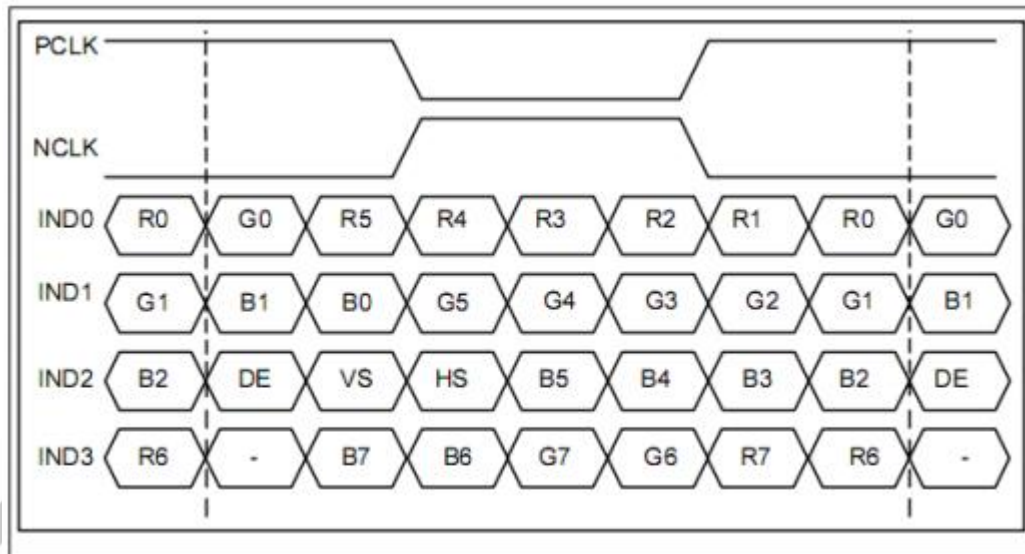 PCLK
NCLK
IND0 R0 G0 R5 R4 R3 R2 R1 R0 G0
IND1 G1 B1 B0 G5 G4 G3 G2 G1 B1
IND2 B2 DE VS HS B5 B4 B3 B2 DE
IND3 R6 - B7 B6 G7 G6 R7 R6 -